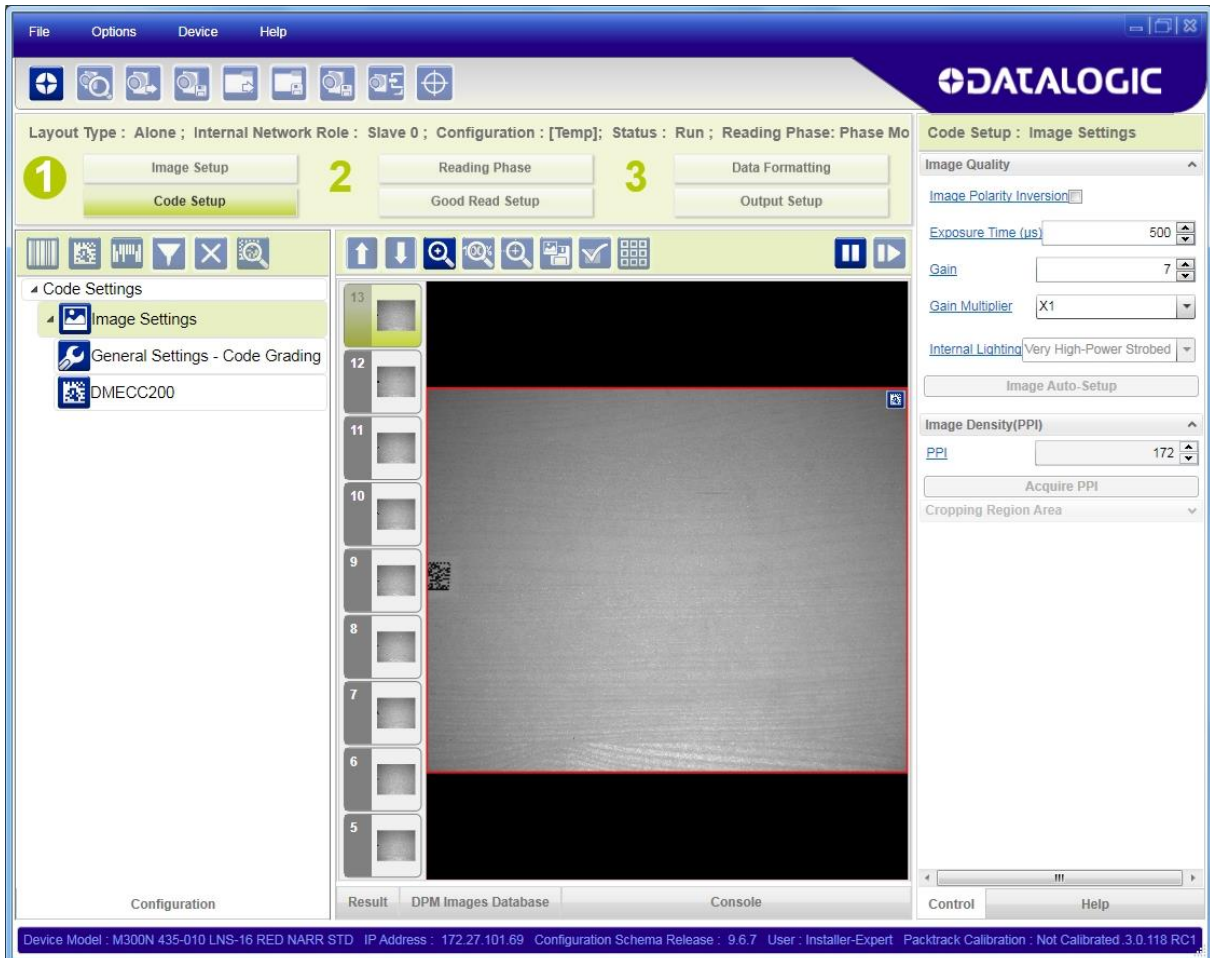 File Options Device Help
DATALOGIC
Layout Type : Alone ; Internal Network Role : Slave 0 ; Configuration : [Temp]; Status : Run ; Reading Phase: Phase Mo
1
Image Setup
Code Setup
2
Reading Phase
Good Read Setup
3
Data Formatting
Output Setup
Code Settings
Image Settings
General Settings - Code Grading
DMECC200
Configuration
100%
13
12
11
10
9
8
7
6
5
Result DPM Images Database Console
Code Setup : Image Settings
Image Quality
Image Polarity Inversion
Exposure Time (µs) 500
Gain 7
Gain Multiplier X1
Internal Lighting Very High-Power Strobed
Image Auto-Setup
Image Density(PPI)
PPI 172
Acquire PPI
Cropping Region Area
Control Help
Device Model : M300N 435-010 LNS-16 RED NARR STD IP Address : 172.27.101.69 Configuration Schema Release : 9.6.7 User : Installer-Expert Packtrack Calibration : Not Calibrated .3.0.118 RC1